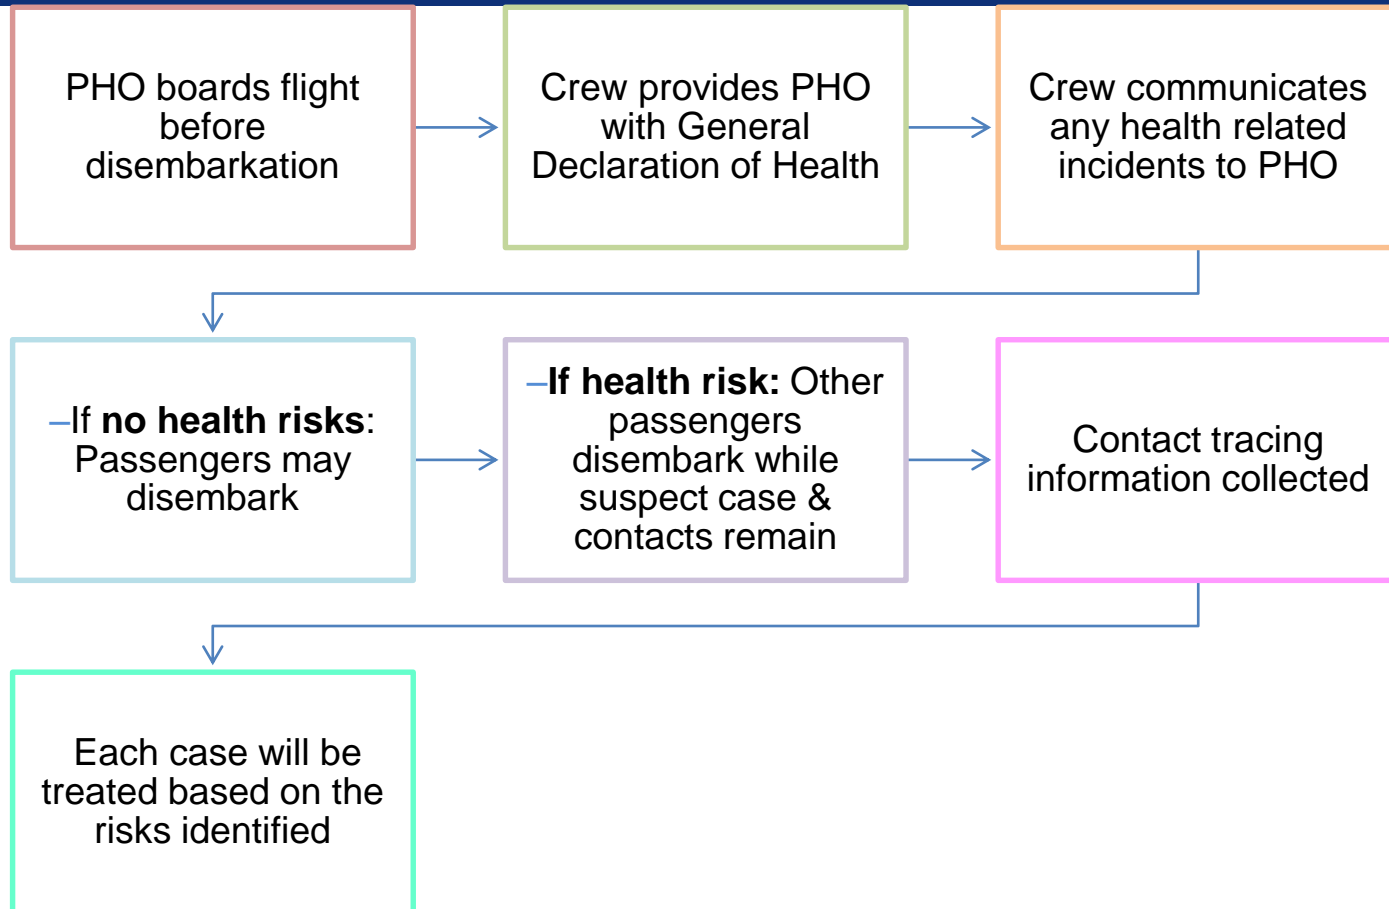 PHO boards flight
before
disembarkation
Crew provides PHO
with General
Declaration of Health
Crew communicates
any health related
incidents to PHO
–If no health risks:
Passengers may
disembark
–If health risk: Other
passengers
disembark while
suspect case &
contacts remain
Contact tracing
information collected
Each case will be
treated based on the
risks identified